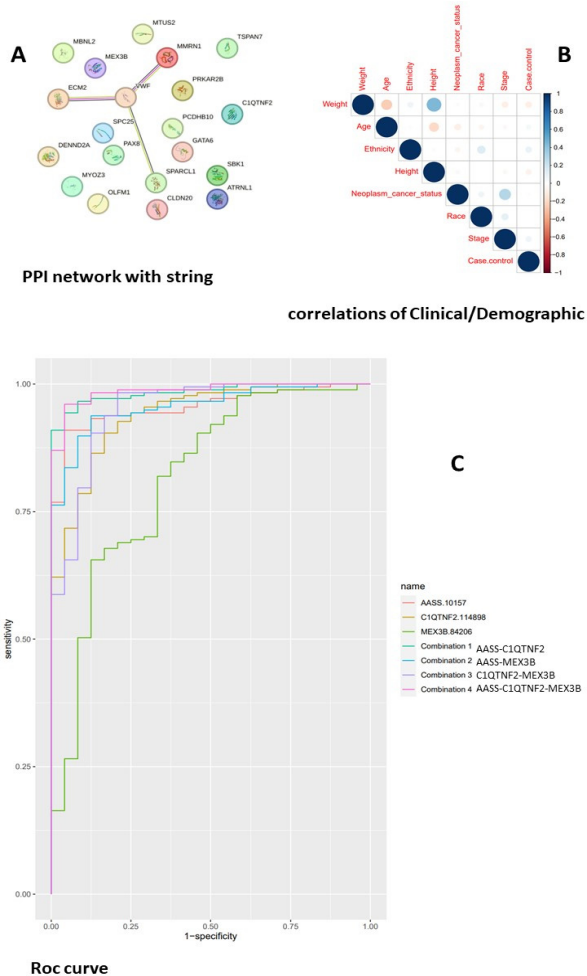 A
MTUS2
MBNL2
MMRN1
TSPAN7
MEX3B
ECM2
VWF
PRKAR2B
C1QTNF2
SPC25
PCDHB10
DENND2A
PAX8
GATA6
MYOZ3
SPARCL1
SBK1
OLFM1
CLDN20
ATRNL1
PPI network with string
B
Weight
Age
Ethnicity
Height
Neoplasm_cancer_status
Race
Stage
Case.control
Weight
Age
Ethnicity
Height
Neoplasm_cancer_status
Race
Stage
Case.control
1
0.8
0.6
0.4
0.2
0
−0.2
−0.4
−0.6
−0.8
−1
correlations of Clinical/Demographic
C
1.00
0.75
0.50
0.25
0.00
sensitivity
0.00
0.25
0.50
0.75
1.00
1−specificity
name
AASS.10157
C1QTNF2.114898
MEX3B.84206
Combination 1 AASS-C1QTNF2
Combination 2 AASS-MEX3B
Combination 3 C1QTNF2-MEX3B
Combination 4 AASS-C1QTNF2-MEX3B
Roc curve